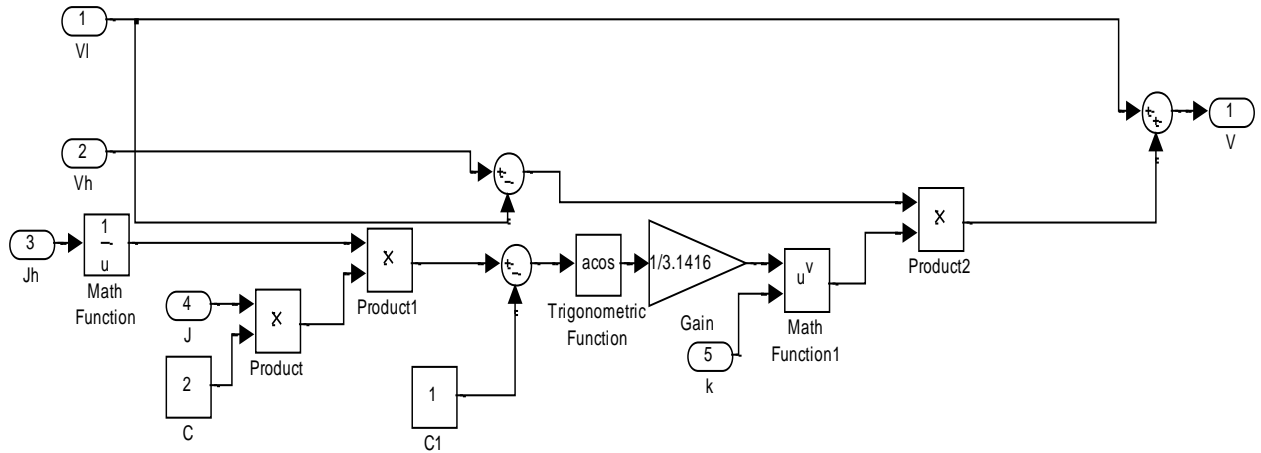 1
Vl
2
Vh
3
Jh
1
u
Math
Function
4
J
2
C
x
Product
x
Product1
1
C1
+
-
+
-
acos
Trigonometric
Function
1/3.1416
Gain
5
k
u^v
Math
Function1
x
Product2
+
+
1
V